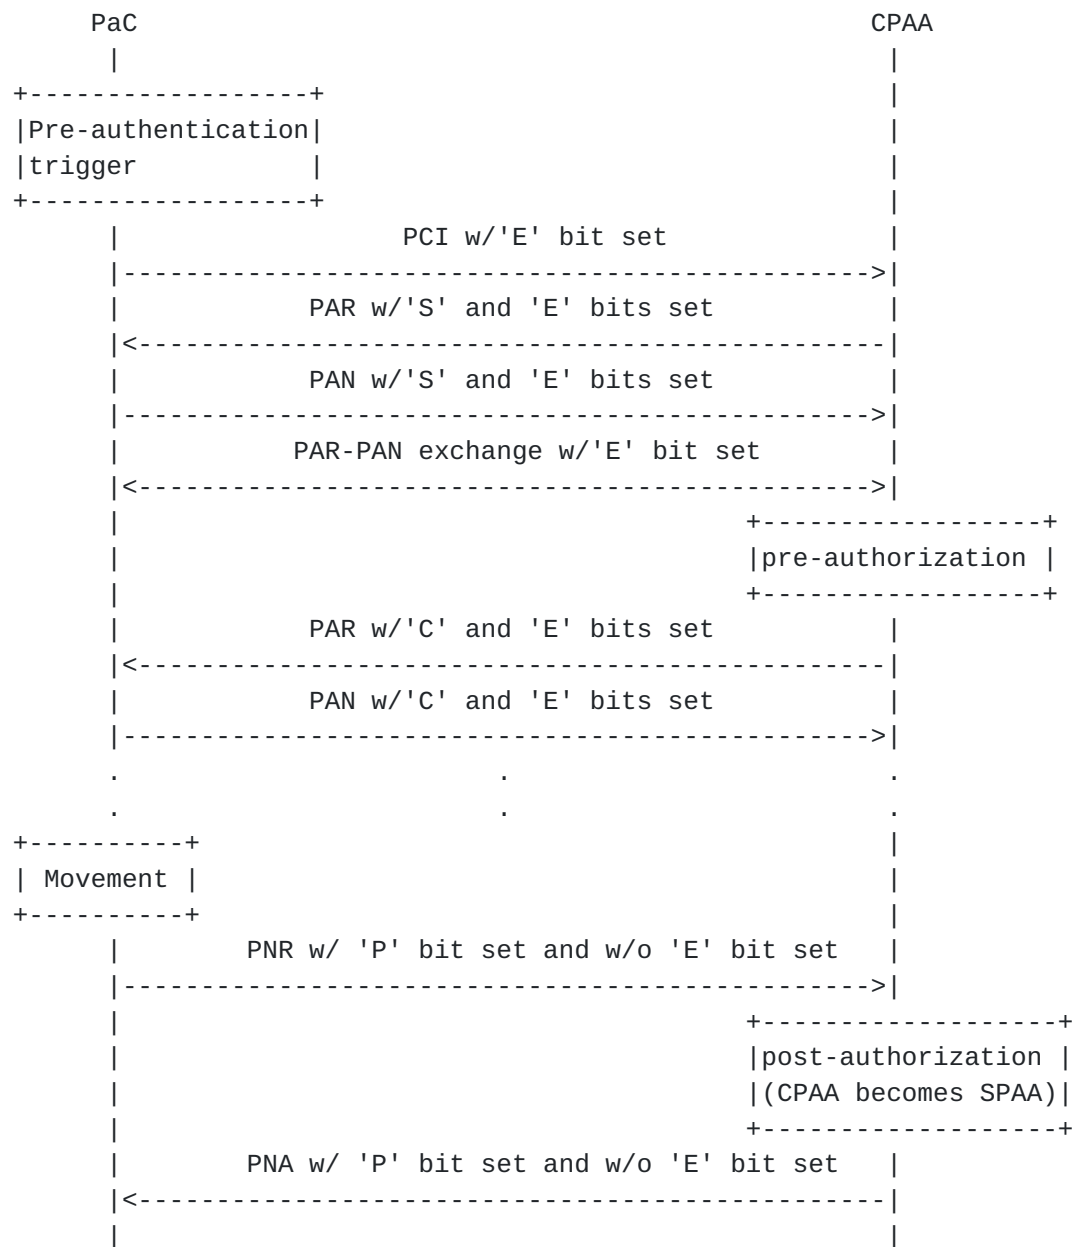 PaC CPAA
Pre-authentication
trigger
PCI w/'E' bit set
PAR w/'S' and 'E' bits set
PAN w/'S' and 'E' bits set
PAR-PAN exchange w/'E' bit set
pre-authorization
PAR w/'C' and 'E' bits set
PAN w/'C' and 'E' bits set
Movement
PNR w/ 'P' bit set and w/o 'E' bit set
post-authorization
(CPAA becomes SPAA)
PNA w/ 'P' bit set and w/o 'E' bit set